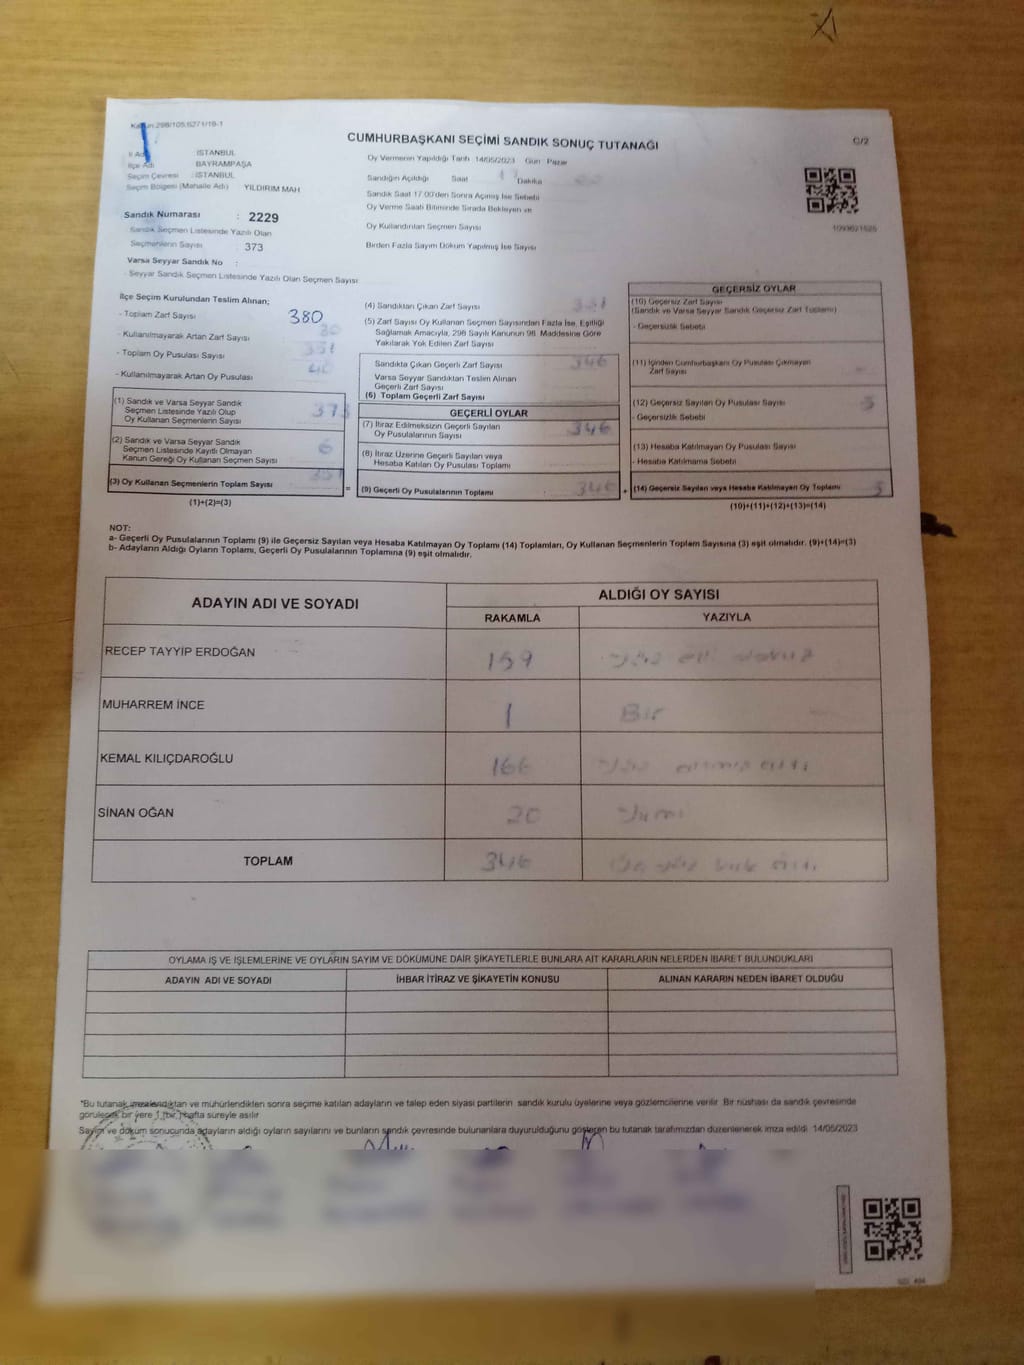 CUMHURBAŞKANI SEÇİMİ SANDIK SONUÇ TUTANAĞI
C/2
İSTANBUL
İlçe Adı BAYRAMPAŞA
Seçim Çevresi : İSTANBUL
Seçim Bölgesi (Mahalle Adı) YILDIRIM MAH
Sandık Numarası : 2229
Sandık Seçmen Listesinde Yazılı Olan
Seçmenlerin Sayısı 373
Varsa Seyyar Sandık No :
Seyyar Sandık Seçmen Listesinde Yazılı Olan Seçmen Sayısı
Oy Vermenin Yapıldığı Tarih 14/05/2023 Gün Pazar
Sandığın Açıldığı Saat Dakika
Sandık Saat 17.00'den Sonra Açılmış İse Sebebi
Oy Verme Saati Bitiminde Sırada Bekleyen ve
Oy Kullandırılan Seçmen Sayısı
Birden Fazla Sayım Döküm Yapılmış İse Sayısı
İlçe Seçim Kurulundan Teslim Alınan;
- Toplam Zarf Sayısı 380
- Kullanılmayarak Artan Zarf Sayısı
- Toplam Oy Pusulası Sayısı
- Kullanılmayarak Artan Oy Pusulası 40
(1) Sandık ve Varsa Seyyar Sandık
Seçmen Listesinde Yazılı Olup
Oy Kullanan Seçmenlerin Sayısı 373
(2) Sandık ve Varsa Seyyar Sandık
Seçmen Listesinde Kayıtlı Olmayan
Kanun Gereği Oy Kullanan Seçmen Sayısı 6
(3) Oy Kullanan Seçmenlerin Toplam Sayısı 351
(1)+(2)=(3)
(4) Sandıktan Çıkan Zarf Sayısı 351
(5) Zarf Sayısı Oy Kullanan Seçmen Sayısından Fazla İse, Eşitliği
Sağlamak Amacıyla, 298 Sayılı Kanunun 98. Maddesine Göre
Yakılarak Yok Edilen Zarf Sayısı
Sandıkta Çıkan Geçerli Zarf Sayısı 346
Varsa Seyyar Sandıktan Teslim Alınan
Geçerli Zarf Sayısı
(6) Toplam Geçerli Zarf Sayısı
GEÇERLİ OYLAR
(7) İtiraz Edilmeksizin Geçerli Sayılan
Oy Pusulalarının Sayısı 346
(8) İtiraz Üzerine Geçerli Sayılan veya
Hesaba Katılan Oy Pusulası Toplamı
= (9) Geçerli Oy Pusulalarının Toplamı 346 +
GEÇERSİZ OYLAR
(10) Geçersiz Zarf Sayısı
(Sandık ve Varsa Seyyar Sandık Geçersiz Zarf Toplamı)
- Geçersizlik Sebebi
(11) İçinden Cumhurbaşkanı Oy Pusulası Çıkmayan
Zarf Sayısı -
(12) Geçersiz Sayılan Oy Pusulası Sayısı 5
- Geçersizlik Sebebi
(13) Hesaba Katılmayan Oy Pusulası Sayısı
- Hesaba Katılmama Sebebi
(14) Geçersiz Sayılan veya Hesaba Katılmayan Oy Toplamı 5
(10)+(11)+(12)+(13)=(14)
NOT:
a- Geçerli Oy Pusulalarının Toplamı (9) ile Geçersiz Sayılan veya Hesaba Katılmayan Oy Toplamı (14) Toplamları, Oy Kullanan Seçmenlerin Toplam Sayısına (3) eşit olmalıdır. (9)+(14)=(3)
b- Adayların Aldığı Oyların Toplamı, Geçerli Oy Pusulalarının Toplamına (9) eşit olmalıdır.
ADAYIN ADI VE SOYADI ALDIĞI OY SAYISI
RAKAMLA YAZIYLA
RECEP TAYYİP ERDOĞAN 159 Yüz elli dokuz
MUHARREM İNCE 1 Bir
KEMAL KILIÇDAROĞLU 166 Yüz altmış altı
SİNAN OĞAN 20 Yirmi
TOPLAM 346 Üç yüz kırk altı
OYLAMA İŞ VE İŞLEMLERİNE VE OYLARIN SAYIM VE DÖKÜMÜNE DAİR ŞİKAYETLERLE BUNLARA AİT KARARLARIN NELERDEN İBARET BULUNDUKLARI
ADAYIN ADI VE SOYADI İHBAR İTİRAZ VE ŞİKAYETİN KONUSU ALINAN KARARIN NEDEN İBARET OLDUĞU
*Bu tutanak imzalandıktan ve mühürlendikten sonra seçime katılan adayların ve talep eden siyasi partilerin sandık kurulu üyelerine veya gözlemcilerine verilir. Bir nüshası da sandık çevresinde
görülecek bir yere 1 (bir) hafta süreyle asılır
Sayım ve döküm sonucunda adayların aldığı oyların sayılarını ve bunların sandık çevresinde bulunanlara duyurulduğunu gösteren bu tutanak tarafımızdan düzenlenerek imza edildi. 14/05/2023